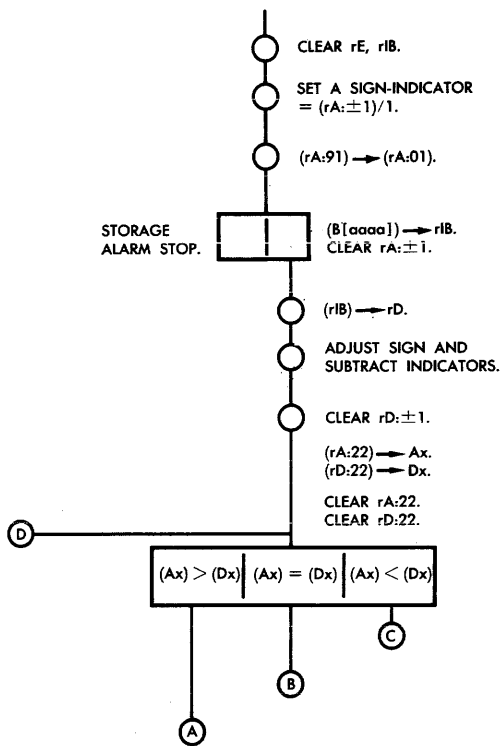 CLEAR rE, rIB.
SET A SIGN-INDICATOR
= (rA:±1)/1.
(rA:91) → (rA:01).
STORAGE
ALARM STOP.
(B[aaaa]) → rIB.
CLEAR rA:±1.
(rIB) → rD.
ADJUST SIGN AND
SUBTRACT INDICATORS.
CLEAR rD:±1.
(rA:22) → Ax.
(rD:22) → Dx.
CLEAR rA:22.
CLEAR rD:22.
D
(Ax) > (Dx) (Ax) = (Dx) (Ax) < (Dx)
C
B
A